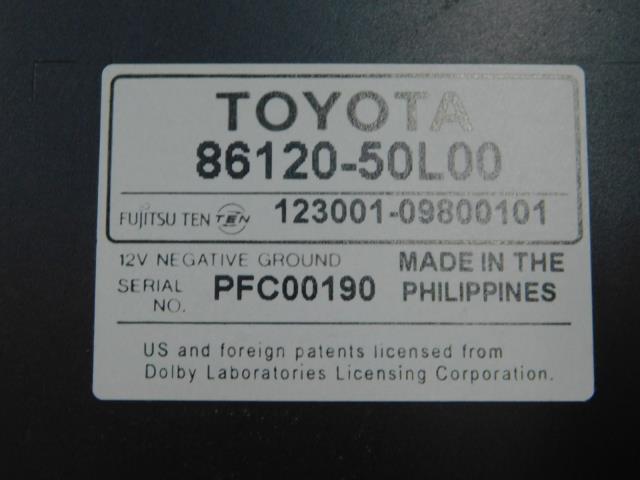 TOYOTA
86120-50L00
FUJITSU TEN TEN 123001-09800101
12V NEGATIVE GROUND MADE IN THE
SERIAL NO. PFC00190 PHILIPPINES
US and foreign patents licensed from
Dolby Laboratories Licensing Corporation.